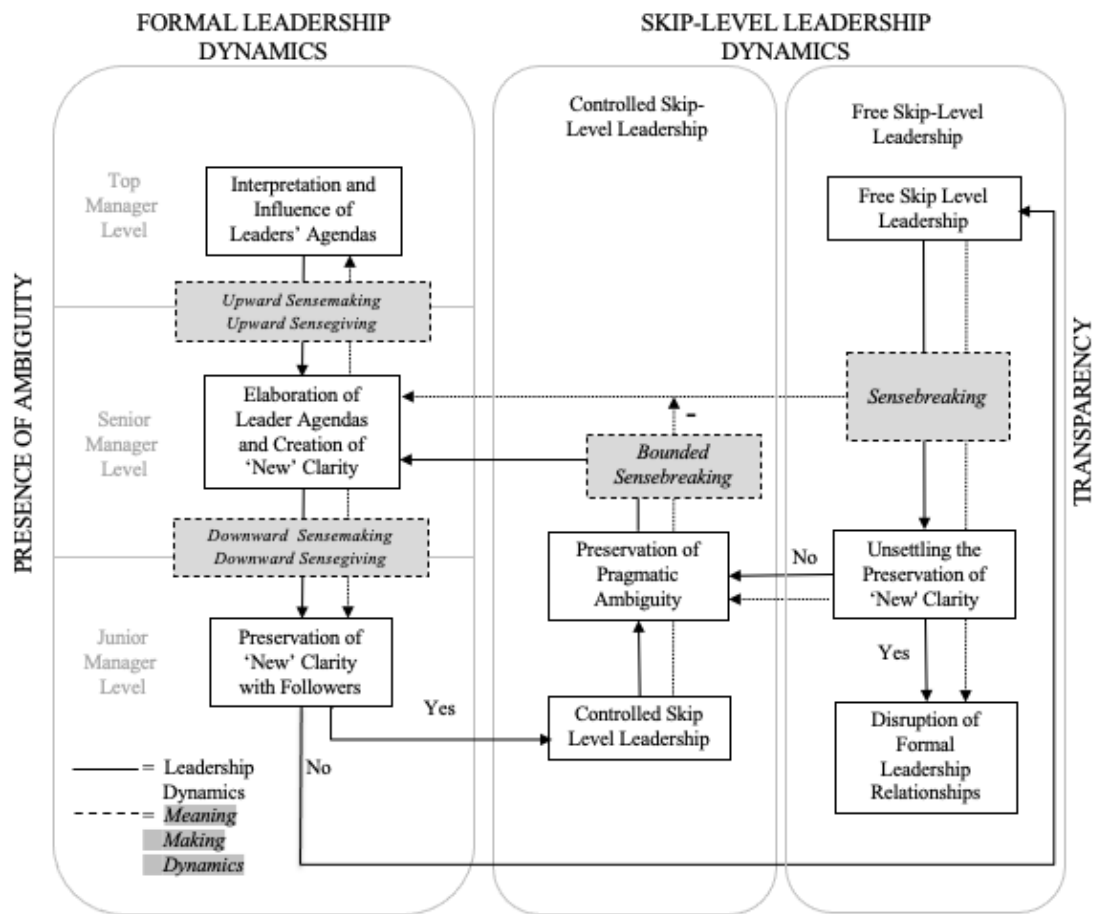 FORMAL LEADERSHIP
DYNAMICS
SKIP-LEVEL LEADERSHIP
DYNAMICS
Controlled Skip-
Level Leadership
Free Skip-Level
Leadership
PRESENCE OF AMBIGUITY
TRANSPARENCY
Top
Manager
Level
Interpretation and
Influence of
Leaders' Agendas
Free Skip Level
Leadership
Upward Sensemaking
Upward Sensegiving
Senior
Manager
Level
Elaboration of
Leader Agendas
and Creation of
'New' Clarity
Sensebreaking
-
Bounded
Sensebreaking
Downward Sensemaking
Downward Sensegiving
Preservation of
Pragmatic
Ambiguity
No
Unsettling the
Preservation of
'New' Clarity
Junior
Manager
Level
Preservation of
'New' Clarity
with Followers
Yes
Yes
Controlled Skip
Level Leadership
Disruption of
Formal
Leadership
Relationships
No
= Leadership
Dynamics
= Meaning
Making
Dynamics